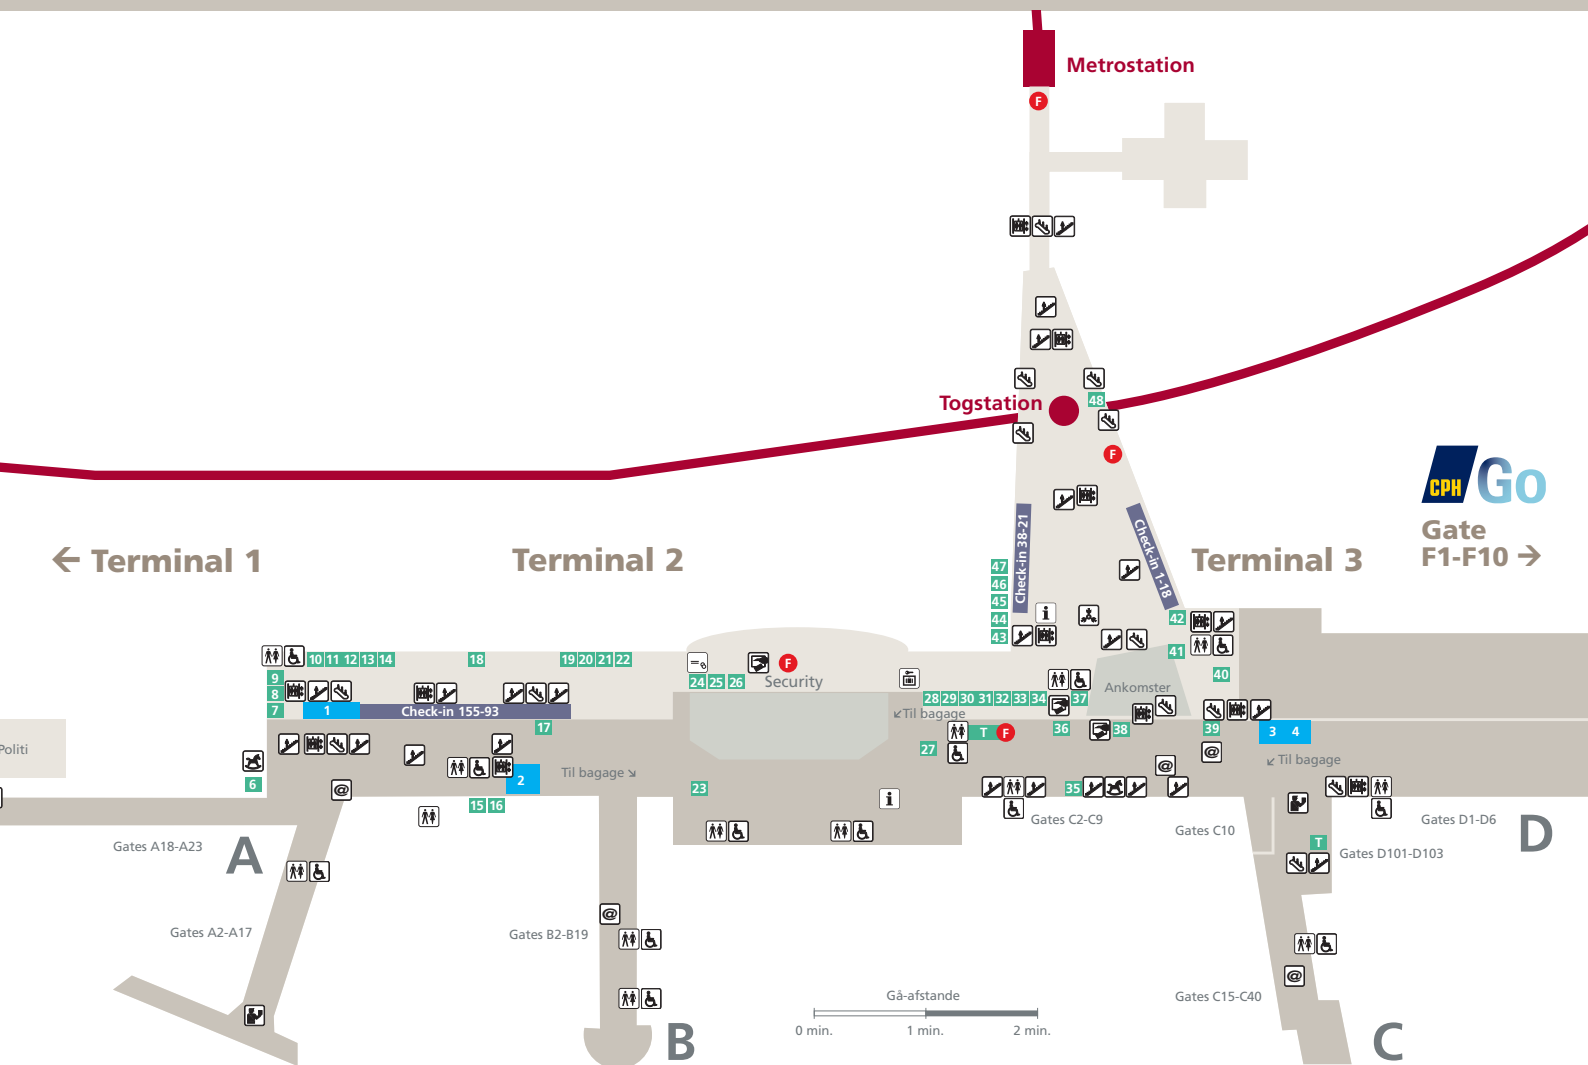 Metrostation
F
Togstation
48
F
CPH Go
Gate
F1-F10 →
← Terminal 1
Terminal 2
Terminal 3
Check-in 38-21
Check-in 1-18
47
46
45
44
43
i
42
41
40
10 11 12 13 14
18
19 20 21 22
9
8
7
1
Check-in 155-93
17
24 25 26
F
Security
28 29 30 31 32 33 34
37
Ankomster
↙Til bagage
T F
27
36
38
39
3 4
↙ Til bagage
Politi
6
@
2
Til bagage ↘
15 16
23
i
35
@
@
Gates C2-C9
Gates C10
Gates D1-D6
D
T
Gates D101-D103
Gates A18-A23
A
Gates A2-A17
Gates B2-B19
@
B
@
Gates C15-C40
C
Gå-afstande
0 min. 1 min. 2 min.